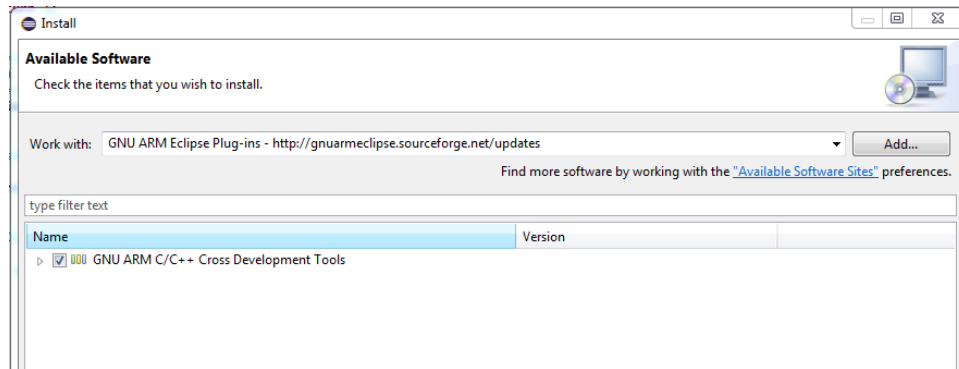 Install
Available Software
Check the items that you wish to install.
Work with: GNU ARM Eclipse Plug-ins - http://gnuarmeclipse.sourceforge.net/updates Add...
Find more software by working with the "Available Software Sites" preferences.
type filter text
Name Version
GNU ARM C/C++ Cross Development Tools